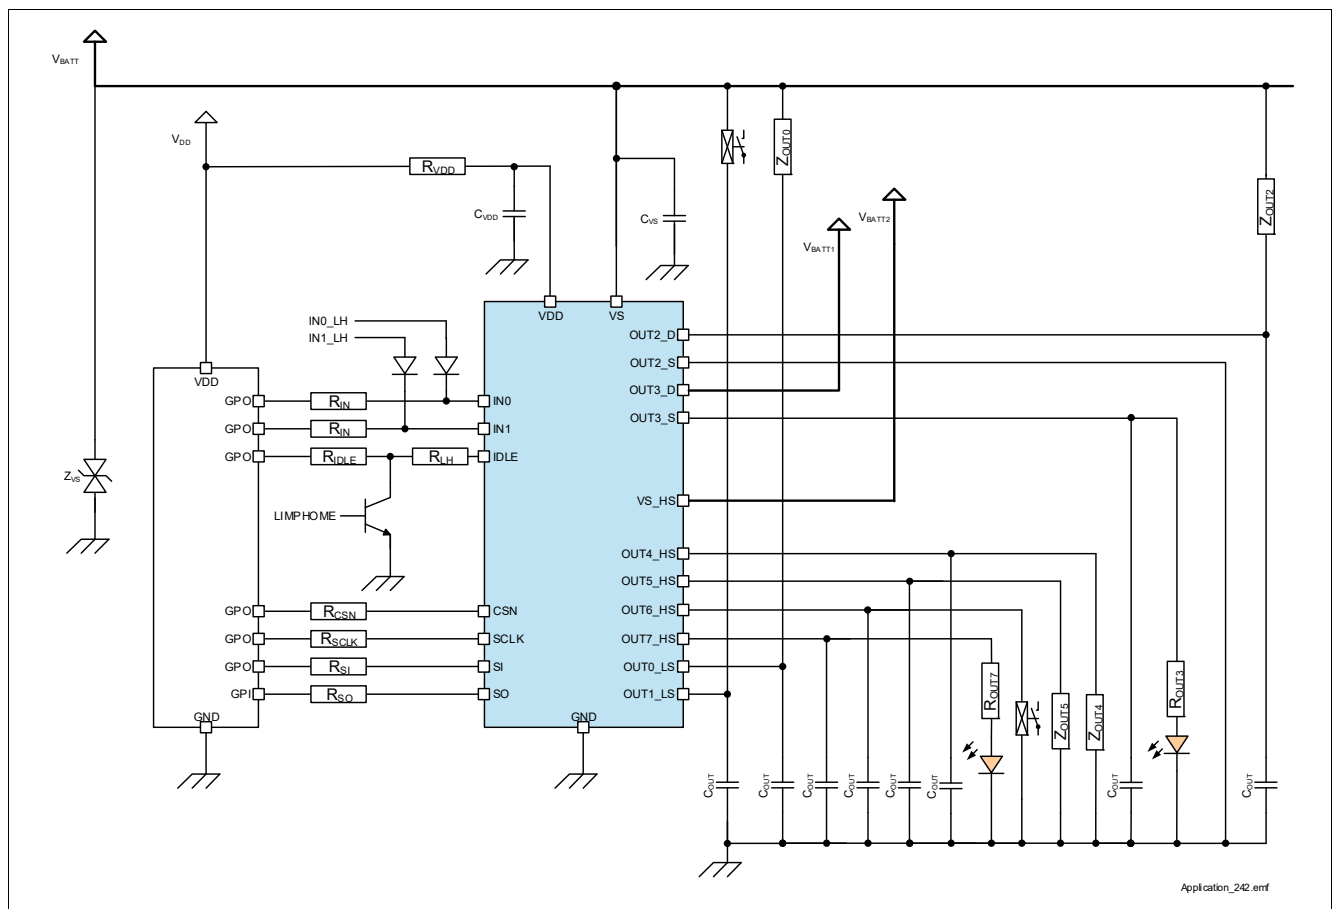 VBATT
VDD
RVDD
CVDD
CVS
ZOUT0
VBATT2
VBATT1
ZOUT2
VDD
VS
IN0_LH
IN1_LH
VDD
GPO
RIN
IN0
GPO
RIN
IN1
GPO
RIDLE
RLH
IDLE
ZVS
LIMPHOME
GPO
RCSN
CSN
GPO
RSCLK
SCLK
GPO
RSI
SI
GPI
RSO
SO
GND
GND
OUT2_D
OUT2_S
OUT3_D
OUT3_S
VS_HS
OUT4_HS
OUT5_HS
OUT6_HS
OUT7_HS
OUT0_LS
OUT1_LS
ROUT7
ZOUT5
ZOUT4
ROUT3
COUT
COUT
COUT
COUT
COUT
COUT
COUT
COUT
Application_242.emf